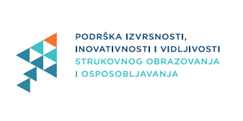 PODRŠKA IZVRSNOSTI,
INOVATIVNOSTI I VIDLJIVOSTI
STRUKOVNOG OBRAZOVANJA
I OSPOSOBLJAVANJA